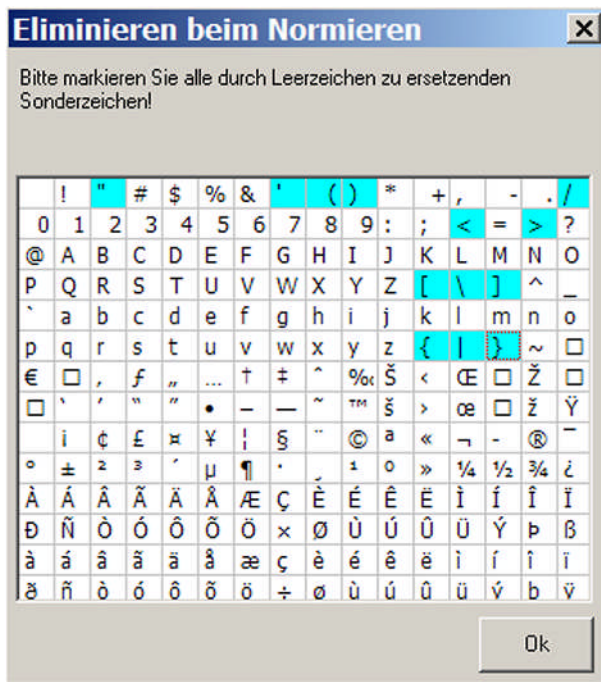 Eliminieren beim Normieren
Bitte markieren Sie alle durch Leerzeichen zu ersetzenden
Sonderzeichen!
! " # $ % & ' ( ) * + , - . /
0 1 2 3 4 5 6 7 8 9 : ; < = > ?
@ A B C D E F G H I J K L M N O
P Q R S T U V W X Y Z [ \ ] ^ _
` a b c d e f g h i j k l m n o
p q r s t u v w x y z { | } ~ □
€ □ ‚ ƒ „ … † ‡ ˆ ‰ Š ‹ Œ □ Ž □
□ ‘ ’ “ ” • – — ˜ ™ š › œ □ ž Ÿ
¡ ¢ £ ¤ ¥ ¦ § ¨ © ª « ¬ - ® ¯
° ± ² ³ ´ µ ¶ · ¸ ¹ º » ¼ ½ ¾ ¿
À Á Â Ã Ä Å Æ Ç È É Ê Ë Ì Í Î Ï
Ð Ñ Ò Ó Ô Õ Ö × Ø Ù Ú Û Ü Ý Þ ß
à á â ã ä å æ ç è é ê ë ì í î ï
ð ñ ò ó ô õ ö ÷ ø ù ú û ü ý þ ÿ
Ok